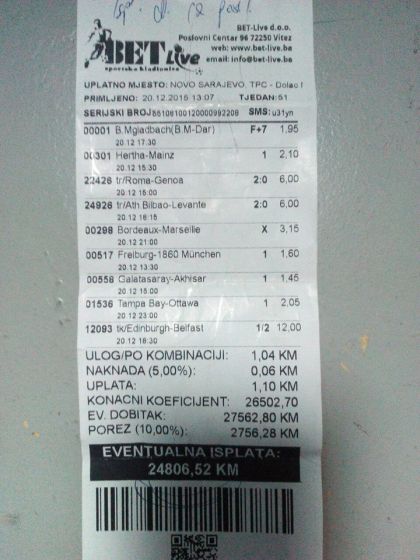 BET Live
sportska kladionica
BET-Live d.o.o.
Poslovni Centar 96 72250 Vitez
web: www.bet-live.ba
email: info@bet-live.ba
UPLATNO MJESTO: NOVO SARAJEVO, TPC - Dolac
PRIMLJENO: 20.12.2015 13:07 TJEDAN: 51
SERIJSKI BROJ 5510810012000099220 SMS: u31yn
00001 B.Mgladbach(B.M-Dar) F+7 1,95
20.12 17:30
00301 Hertha-Mainz 1 2,10
20.12 15:30
22426 tr/Roma-Genoa 2:0 6,00
20.12 15:00
24926 tr/Ath Bilbao-Levante 2:0 6,00
20.12 18:15
00298 Bordeaux-Marseille X 3,15
20.12 21:00
00517 Freiburg-1860 München 1 1,60
20.12 13:30
00558 Galatasaray-Akhisar 1 1,45
20.12 15:00
01536 Tampa Bay-Ottawa 1 2,05
20.12 23:00
12093 tk/Edinburgh-Belfast 1/2 12,00
20.12 18:30
ULOG/PO KOMBINACIJI: 1,04 KM
NAKNADA (5,00%): 0,06 KM
UPLATA: 1,10 KM
KONACNI KOEFICIJENT: 26502,70
EV. DOBITAK: 27562,80 KM
POREZ (10,00%): 2756,28 KM
EVENTUALNA ISPLATA:
24806,52 KM